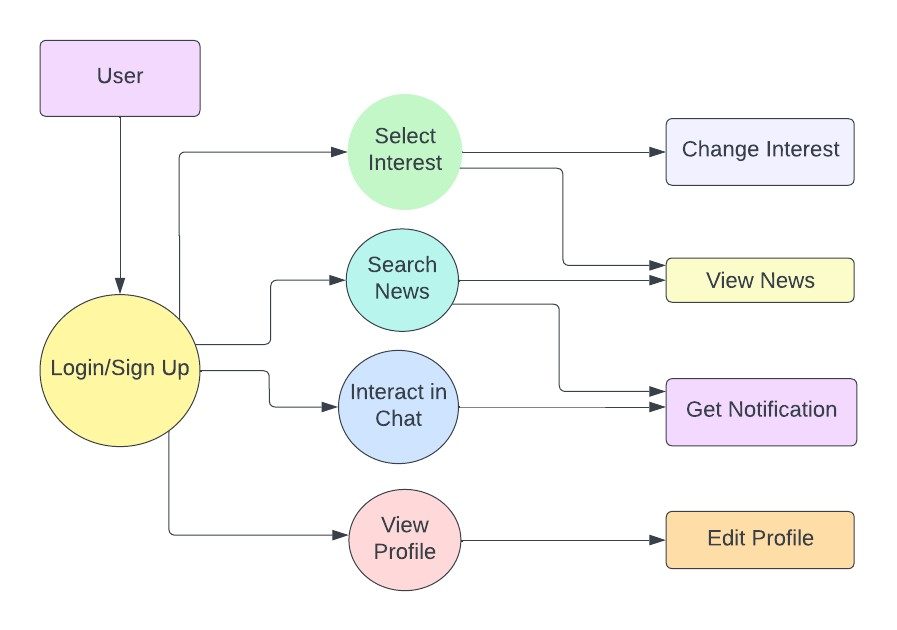 User
Select
Interest
Change Interest
Search
News
View News
Login/Sign Up
Interact in
Chat
Get Notification
View
Profile
Edit Profile